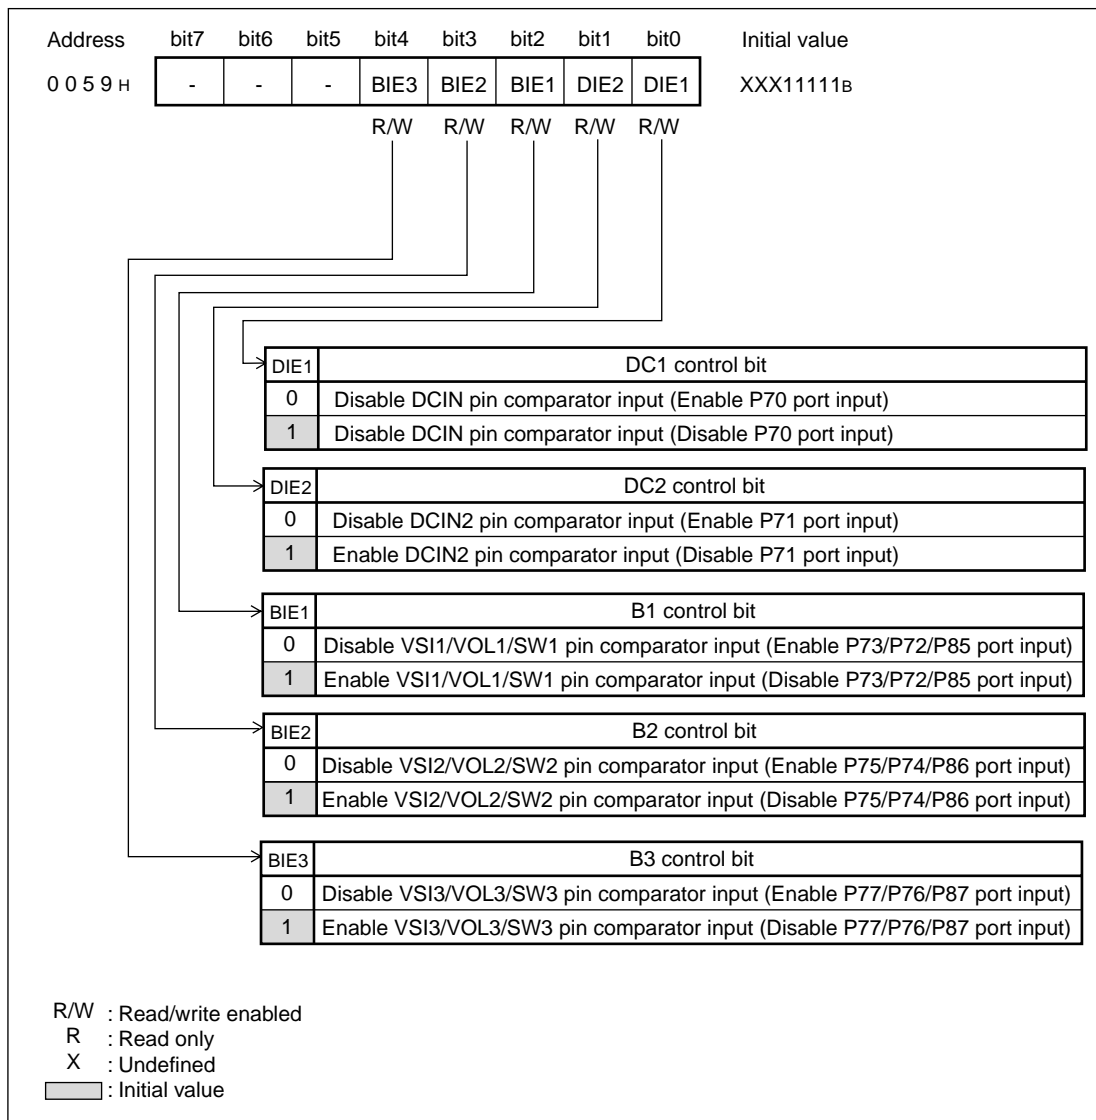 Address bit7 bit6 bit5 bit4 bit3 bit2 bit1 bit0 Initial value
0 0 5 9 H - - - BIE3 BIE2 BIE1 DIE2 DIE1 XXX11111B
R/W R/W R/W R/W R/W
DIE1 DC1 control bit
0 Disable DCIN pin comparator input (Enable P70 port input)
1 Disable DCIN pin comparator input (Disable P70 port input)
DIE2 DC2 control bit
0 Disable DCIN2 pin comparator input (Enable P71 port input)
1 Enable DCIN2 pin comparator input (Disable P71 port input)
BIE1 B1 control bit
0 Disable VSI1/VOL1/SW1 pin comparator input (Enable P73/P72/P85 port input)
1 Enable VSI1/VOL1/SW1 pin comparator input (Disable P73/P72/P85 port input)
BIE2 B2 control bit
0 Disable VSI2/VOL2/SW2 pin comparator input (Enable P75/P74/P86 port input)
1 Enable VSI2/VOL2/SW2 pin comparator input (Disable P75/P74/P86 port input)
BIE3 B3 control bit
0 Disable VSI3/VOL3/SW3 pin comparator input (Enable P77/P76/P87 port input)
1 Enable VSI3/VOL3/SW3 pin comparator input (Disable P77/P76/P87 port input)
R/W : Read/write enabled
R : Read only
X : Undefined
: Initial value